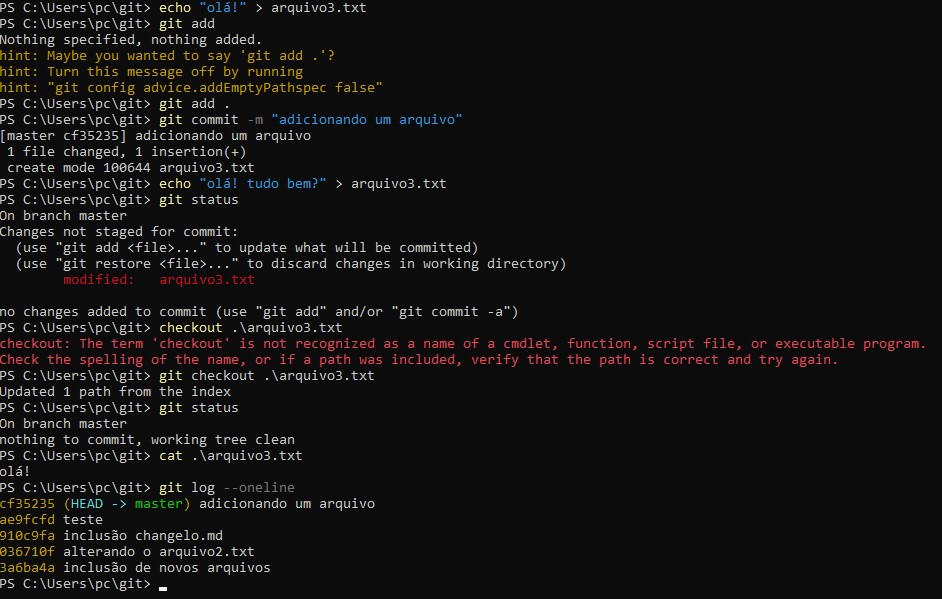 PS C:\Users\pc\git> echo "olá!" > arquivo3.txt
PS C:\Users\pc\git> git add
Nothing specified, nothing added.
hint: Maybe you wanted to say 'git add .'?
hint: Turn this message off by running
hint: "git config advice.addEmptyPathspec false"
PS C:\Users\pc\git> git add .
PS C:\Users\pc\git> git commit -m "adicionando um arquivo"
[master cf35235] adicionando um arquivo
 1 file changed, 1 insertion(+)
 create mode 100644 arquivo3.txt
PS C:\Users\pc\git> echo "olá! tudo bem?" > arquivo3.txt
PS C:\Users\pc\git> git status
On branch master
Changes not staged for commit:
  (use "git add <file>..." to update what will be committed)
  (use "git restore <file>..." to discard changes in working directory)
        modified:   arquivo3.txt

no changes added to commit (use "git add" and/or "git commit -a")
PS C:\Users\pc\git> checkout .\arquivo3.txt
checkout: The term 'checkout' is not recognized as a name of a cmdlet, function, script file, or executable program.
Check the spelling of the name, or if a path was included, verify that the path is correct and try again.
PS C:\Users\pc\git> git checkout .\arquivo3.txt
Updated 1 path from the index
PS C:\Users\pc\git> git status
On branch master
nothing to commit, working tree clean
PS C:\Users\pc\git> cat .\arquivo3.txt
olá!
PS C:\Users\pc\git> git log --oneline
cf35235 (HEAD -> master) adicionando um arquivo
ae9fcfd teste
910c9fa inclusão changelo.md
036710f alterando o arquivo2.txt
3a6ba4a inclusão de novos arquivos
PS C:\Users\pc\git>